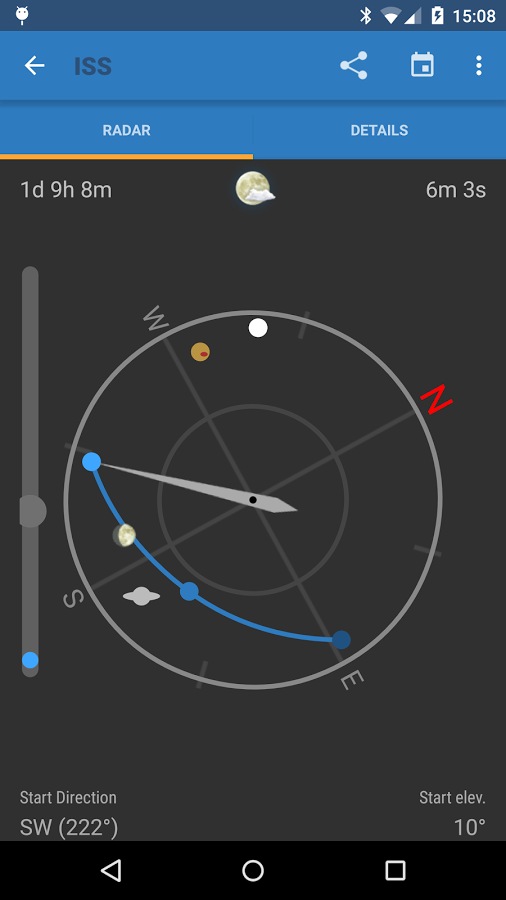 15:08
ISS
RADAR DETAILS
1d 9h 8m 6m 3s
W
N
S
E
Start Direction Start elev.
SW (222°) 10°